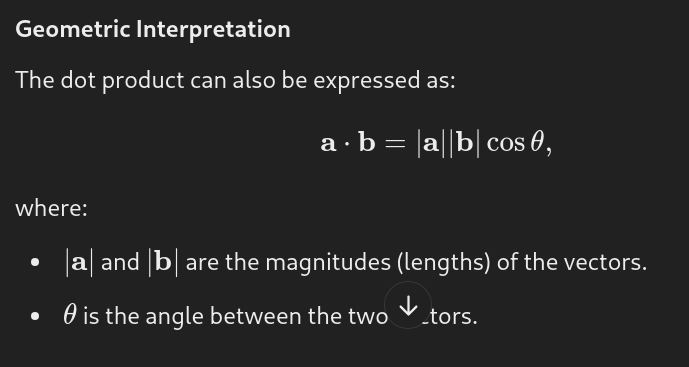 Geometric Interpretation
The dot product can also be expressed as:
a · b = |a||b| cos θ,
where:
• |a| and |b| are the magnitudes (lengths) of the vectors.
• θ is the angle between the two ctors.